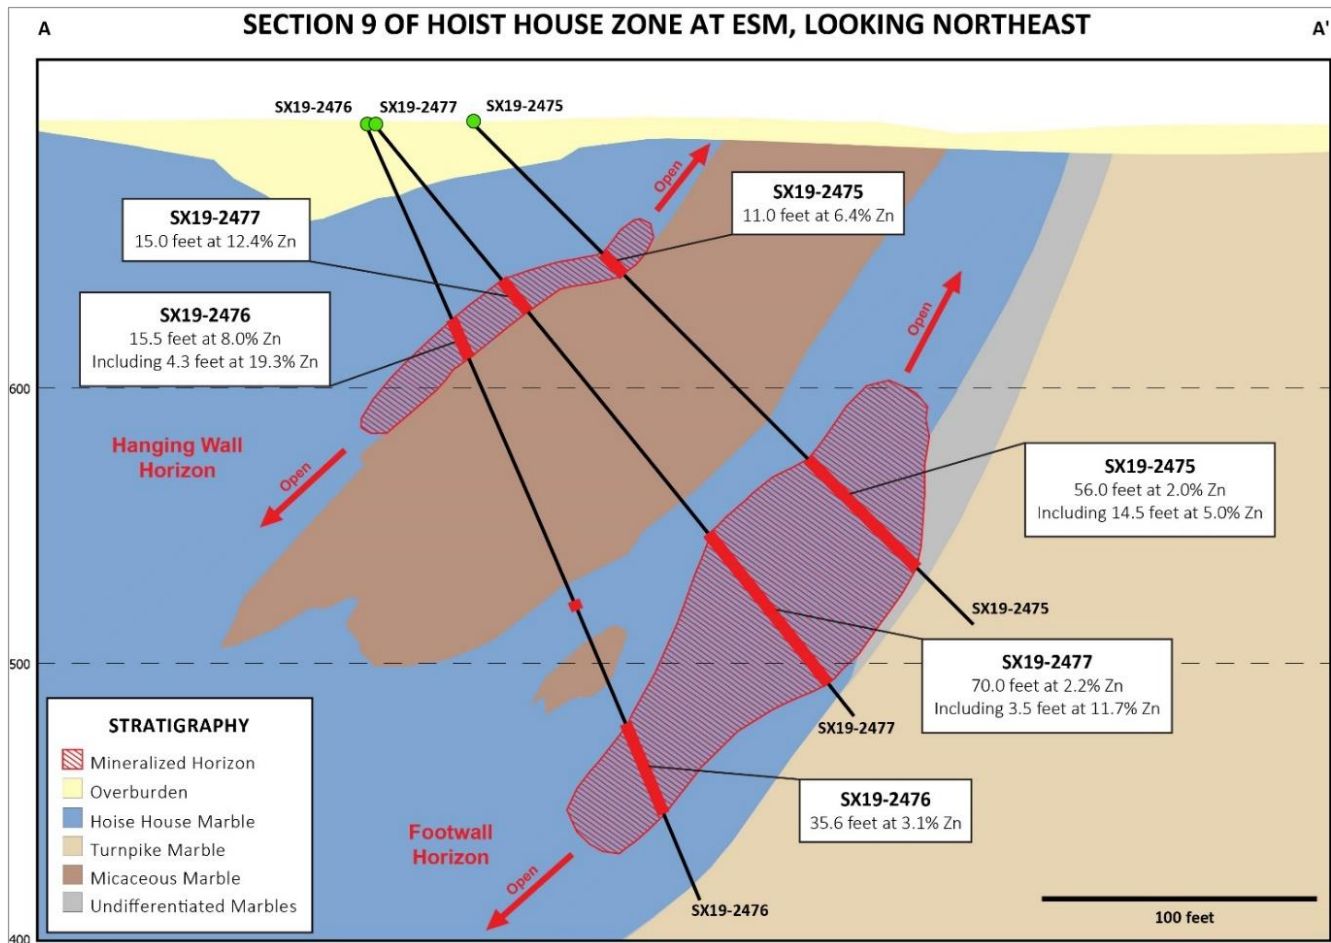 A
SECTION 9 OF HOIST HOUSE ZONE AT ESM, LOOKING NORTHEAST
A'
SX19-2476
SX19-2477
SX19-2475
Open
SX19-2475
11.0 feet at 6.4% Zn
SX19-2477
15.0 feet at 12.4% Zn
SX19-2476
15.5 feet at 8.0% Zn
Including 4.3 feet at 19.3% Zn
Open
600
Hanging Wall
Horizon
Open
SX19-2475
56.0 feet at 2.0% Zn
Including 14.5 feet at 5.0% Zn
SX19-2475
500
SX19-2477
70.0 feet at 2.2% Zn
Including 3.5 feet at 11.7% Zn
SX19-2477
STRATIGRAPHY
Mineralized Horizon
Overburden
Hoise House Marble
Turnpike Marble
Micaceous Marble
Undifferentiated Marbles
SX19-2476
35.6 feet at 3.1% Zn
Footwall
Horizon
Open
SX19-2476
100 feet
400